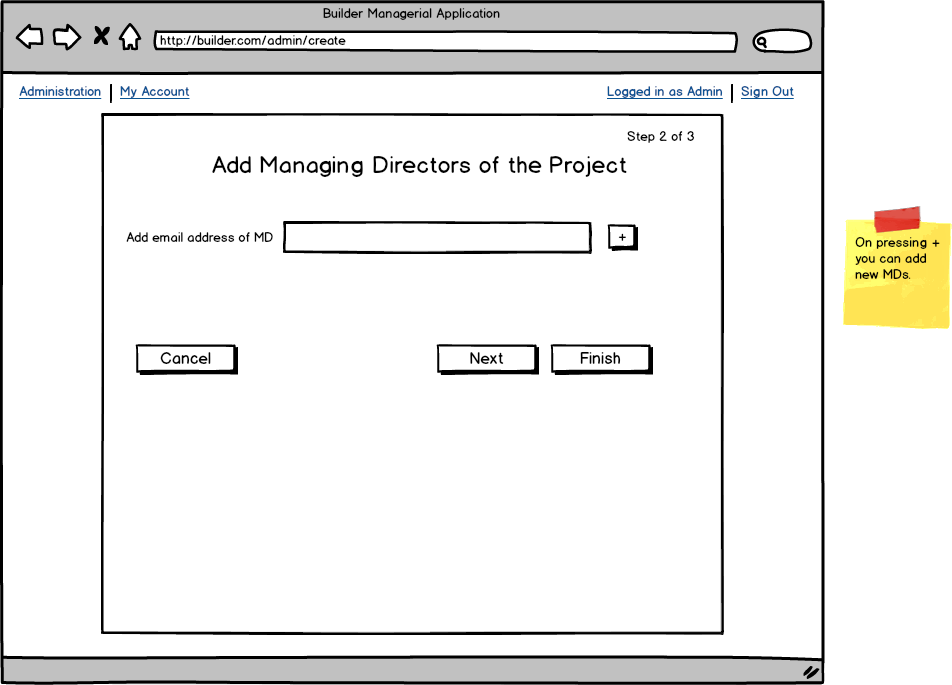 Builder Managerial Application
http://builder.com/admin/create
Administration | My Account
Logged in as Admin | Sign Out
Step 2 of 3
Add Managing Directors of the Project
Add email address of MD
+
On pressing +
you can add
new MDs.
Cancel
Next
Finish